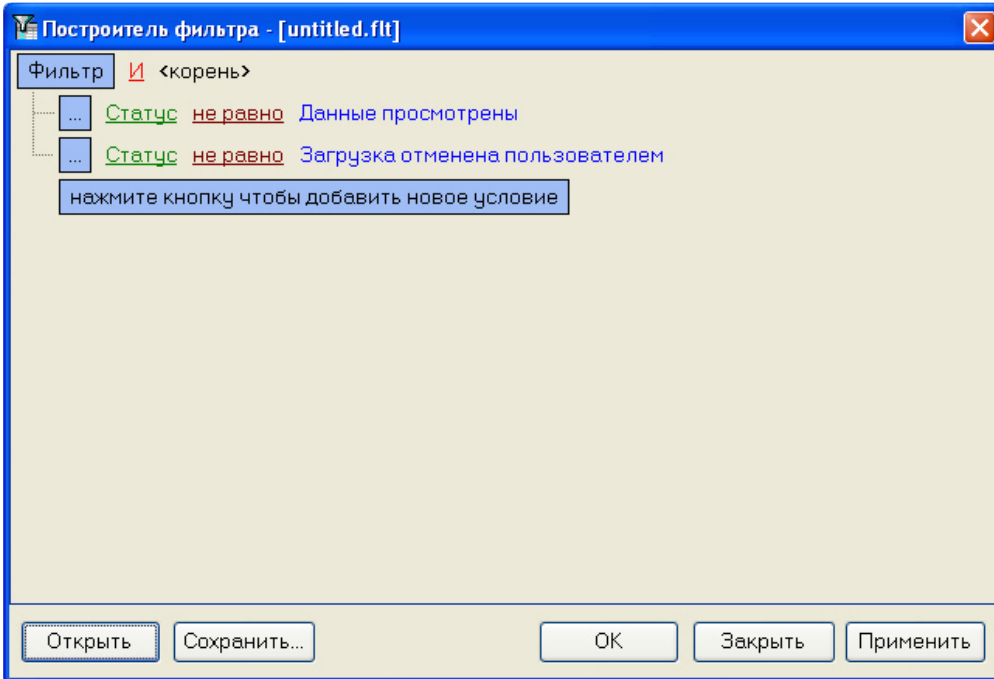 Построитель фильтра - [untitled.flt]
Фильтр И <корень>
... Статус не равно Данные просмотрены
... Статус не равно Загрузка отменена пользователем
нажмите кнопку чтобы добавить новое условие
Открыть Сохранить... ОК Закрыть Применить